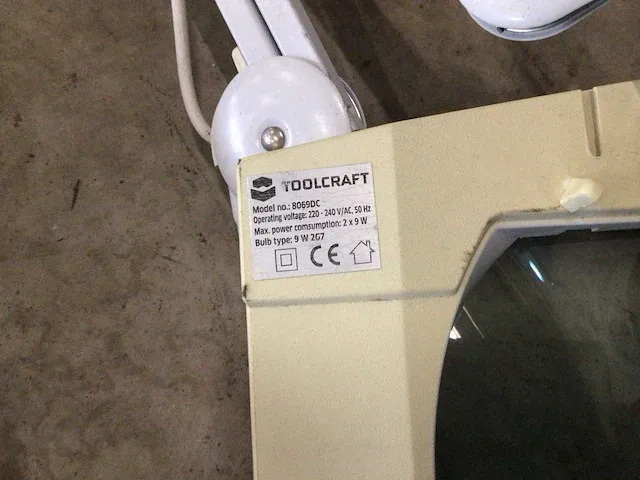 TOOLCRAFT
Model no.: 8069DC
Operating voltage: 220 - 240 V/AC, 50 Hz
Max. power comsumption: 2 x 9 W
Bulb type: 9 W 2G7
CE